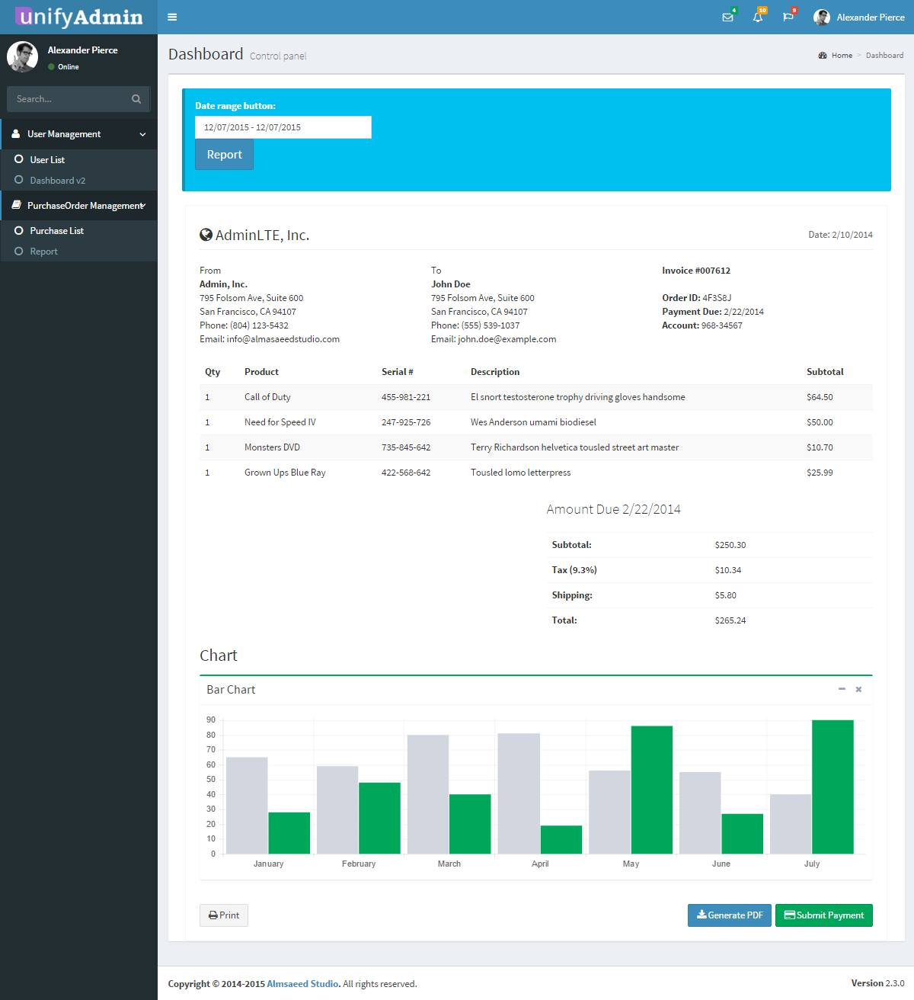 unifyAdmin
4
10
9
Alexander Pierce
Alexander Pierce
Online
Search...
User Management
User List
Dashboard v2
PurchaseOrder Management
Purchase List
Report
Dashboard Control panel
Home > Dashboard
Date range button:
12/07/2015 - 12/07/2015
Report
AdminLTE, Inc.
Date: 2/10/2014
From
Admin, Inc.
795 Folsom Ave, Suite 600
San Francisco, CA 94107
Phone: (804) 123-5432
Email: info@almasaeedstudio.com
To
John Doe
795 Folsom Ave, Suite 600
San Francisco, CA 94107
Phone: (555) 539-1037
Email: john.doe@example.com
Invoice #007612
Order ID: 4F3S8J
Payment Due: 2/22/2014
Account: 968-34567
Qty Product Serial # Description Subtotal
1 Call of Duty 455-981-221 El snort testosterone trophy driving gloves handsome $64.50
1 Need for Speed IV 247-925-726 Wes Anderson umami biodiesel $50.00
1 Monsters DVD 735-845-642 Terry Richardson helvetica tousled street art master $10.70
1 Grown Ups Blue Ray 422-568-642 Tousled lomo letterpress $25.99
Amount Due 2/22/2014
Subtotal: $250.30
Tax (9.3%) $10.34
Shipping: $5.80
Total: $265.24
Chart
Bar Chart
90
80
70
60
50
40
30
20
10
0
January February March April May June July
Print
Generate PDF
Submit Payment
Copyright © 2014-2015 Almsaeed Studio. All rights reserved.
Version 2.3.0